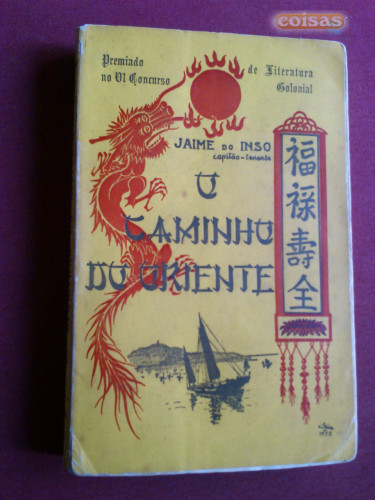 coisas
Premiado
no VI Concurso
de Literatura
Colonial
JAIME DO INSO
capitão-tenente
O
CAMINHO
DO ORIENTE
福祿壽全